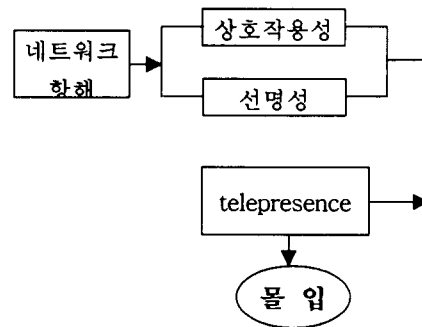 상호작용성
네트워크
항해
선명성
telepresence
몰 입